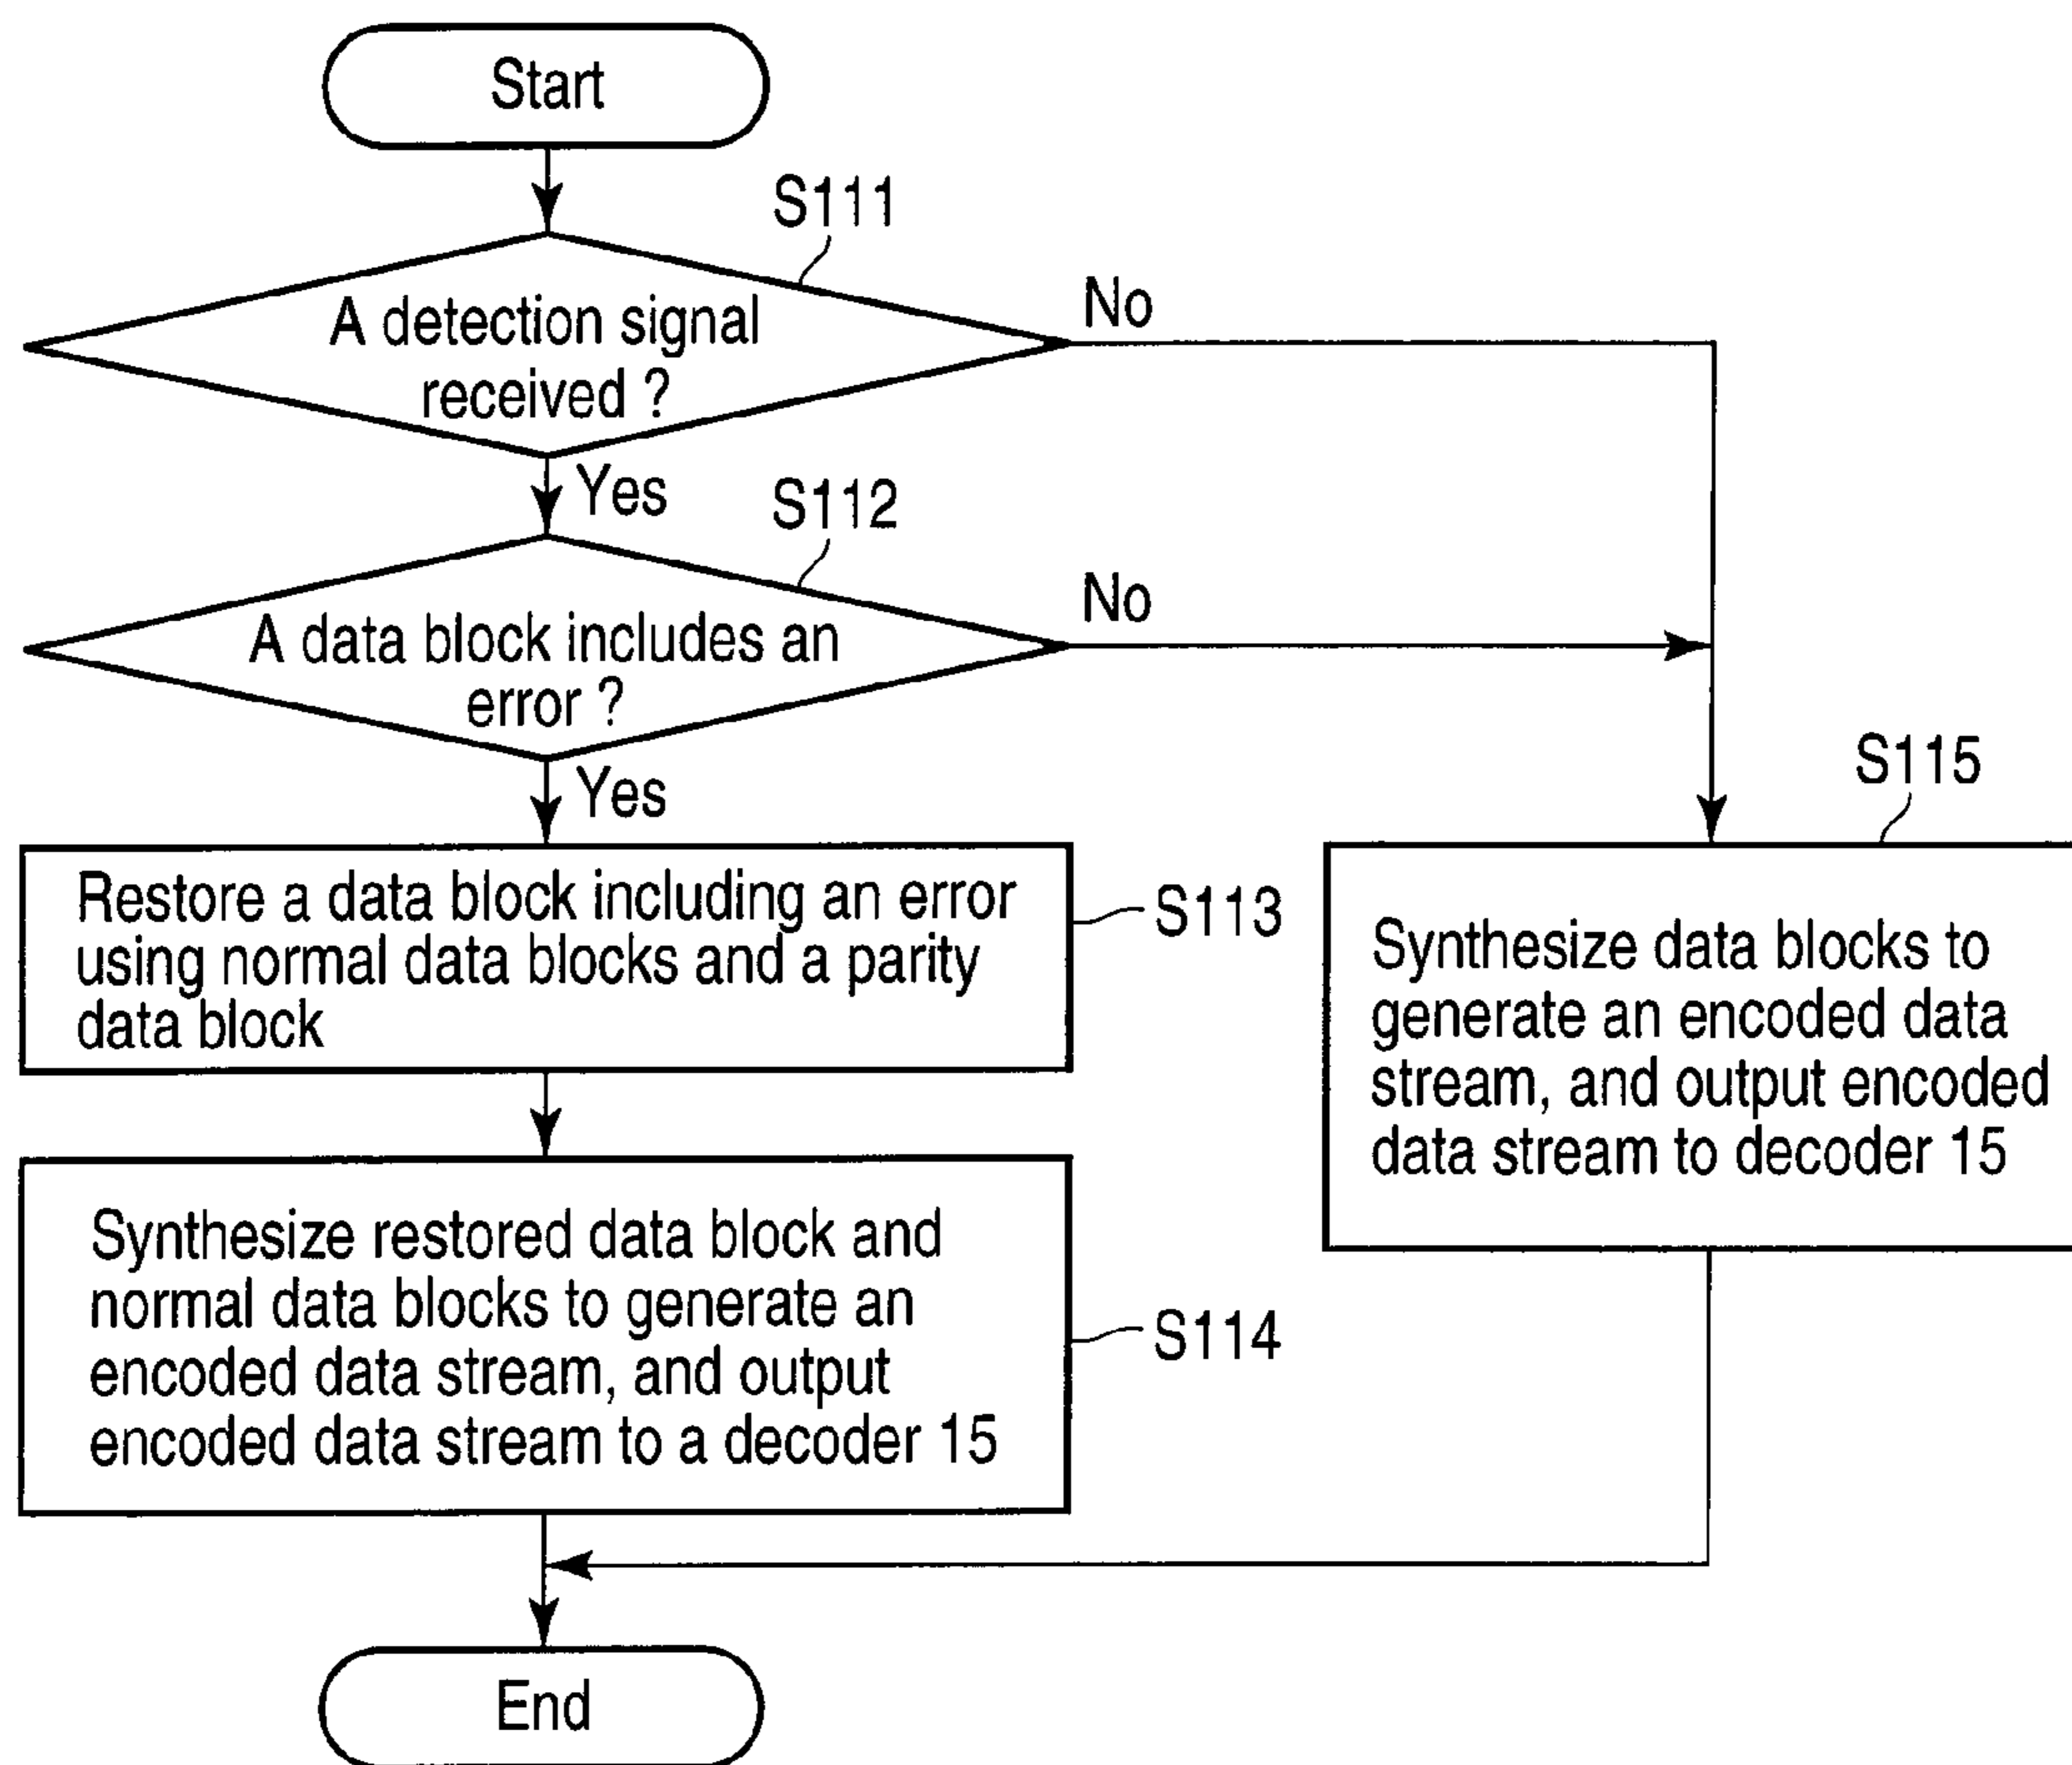 Start
S111
A detection signal
received ?
No
Yes
S112
A data block includes an
error ?
No
Yes
Restore a data block including an error
using normal data blocks and a parity
data block
S113
S115
Synthesize data blocks to
generate an encoded data
stream, and output encoded
data stream to decoder 15
Synthesize restored data block and
normal data blocks to generate an
encoded data stream, and output
encoded data stream to a decoder 15
S114
End